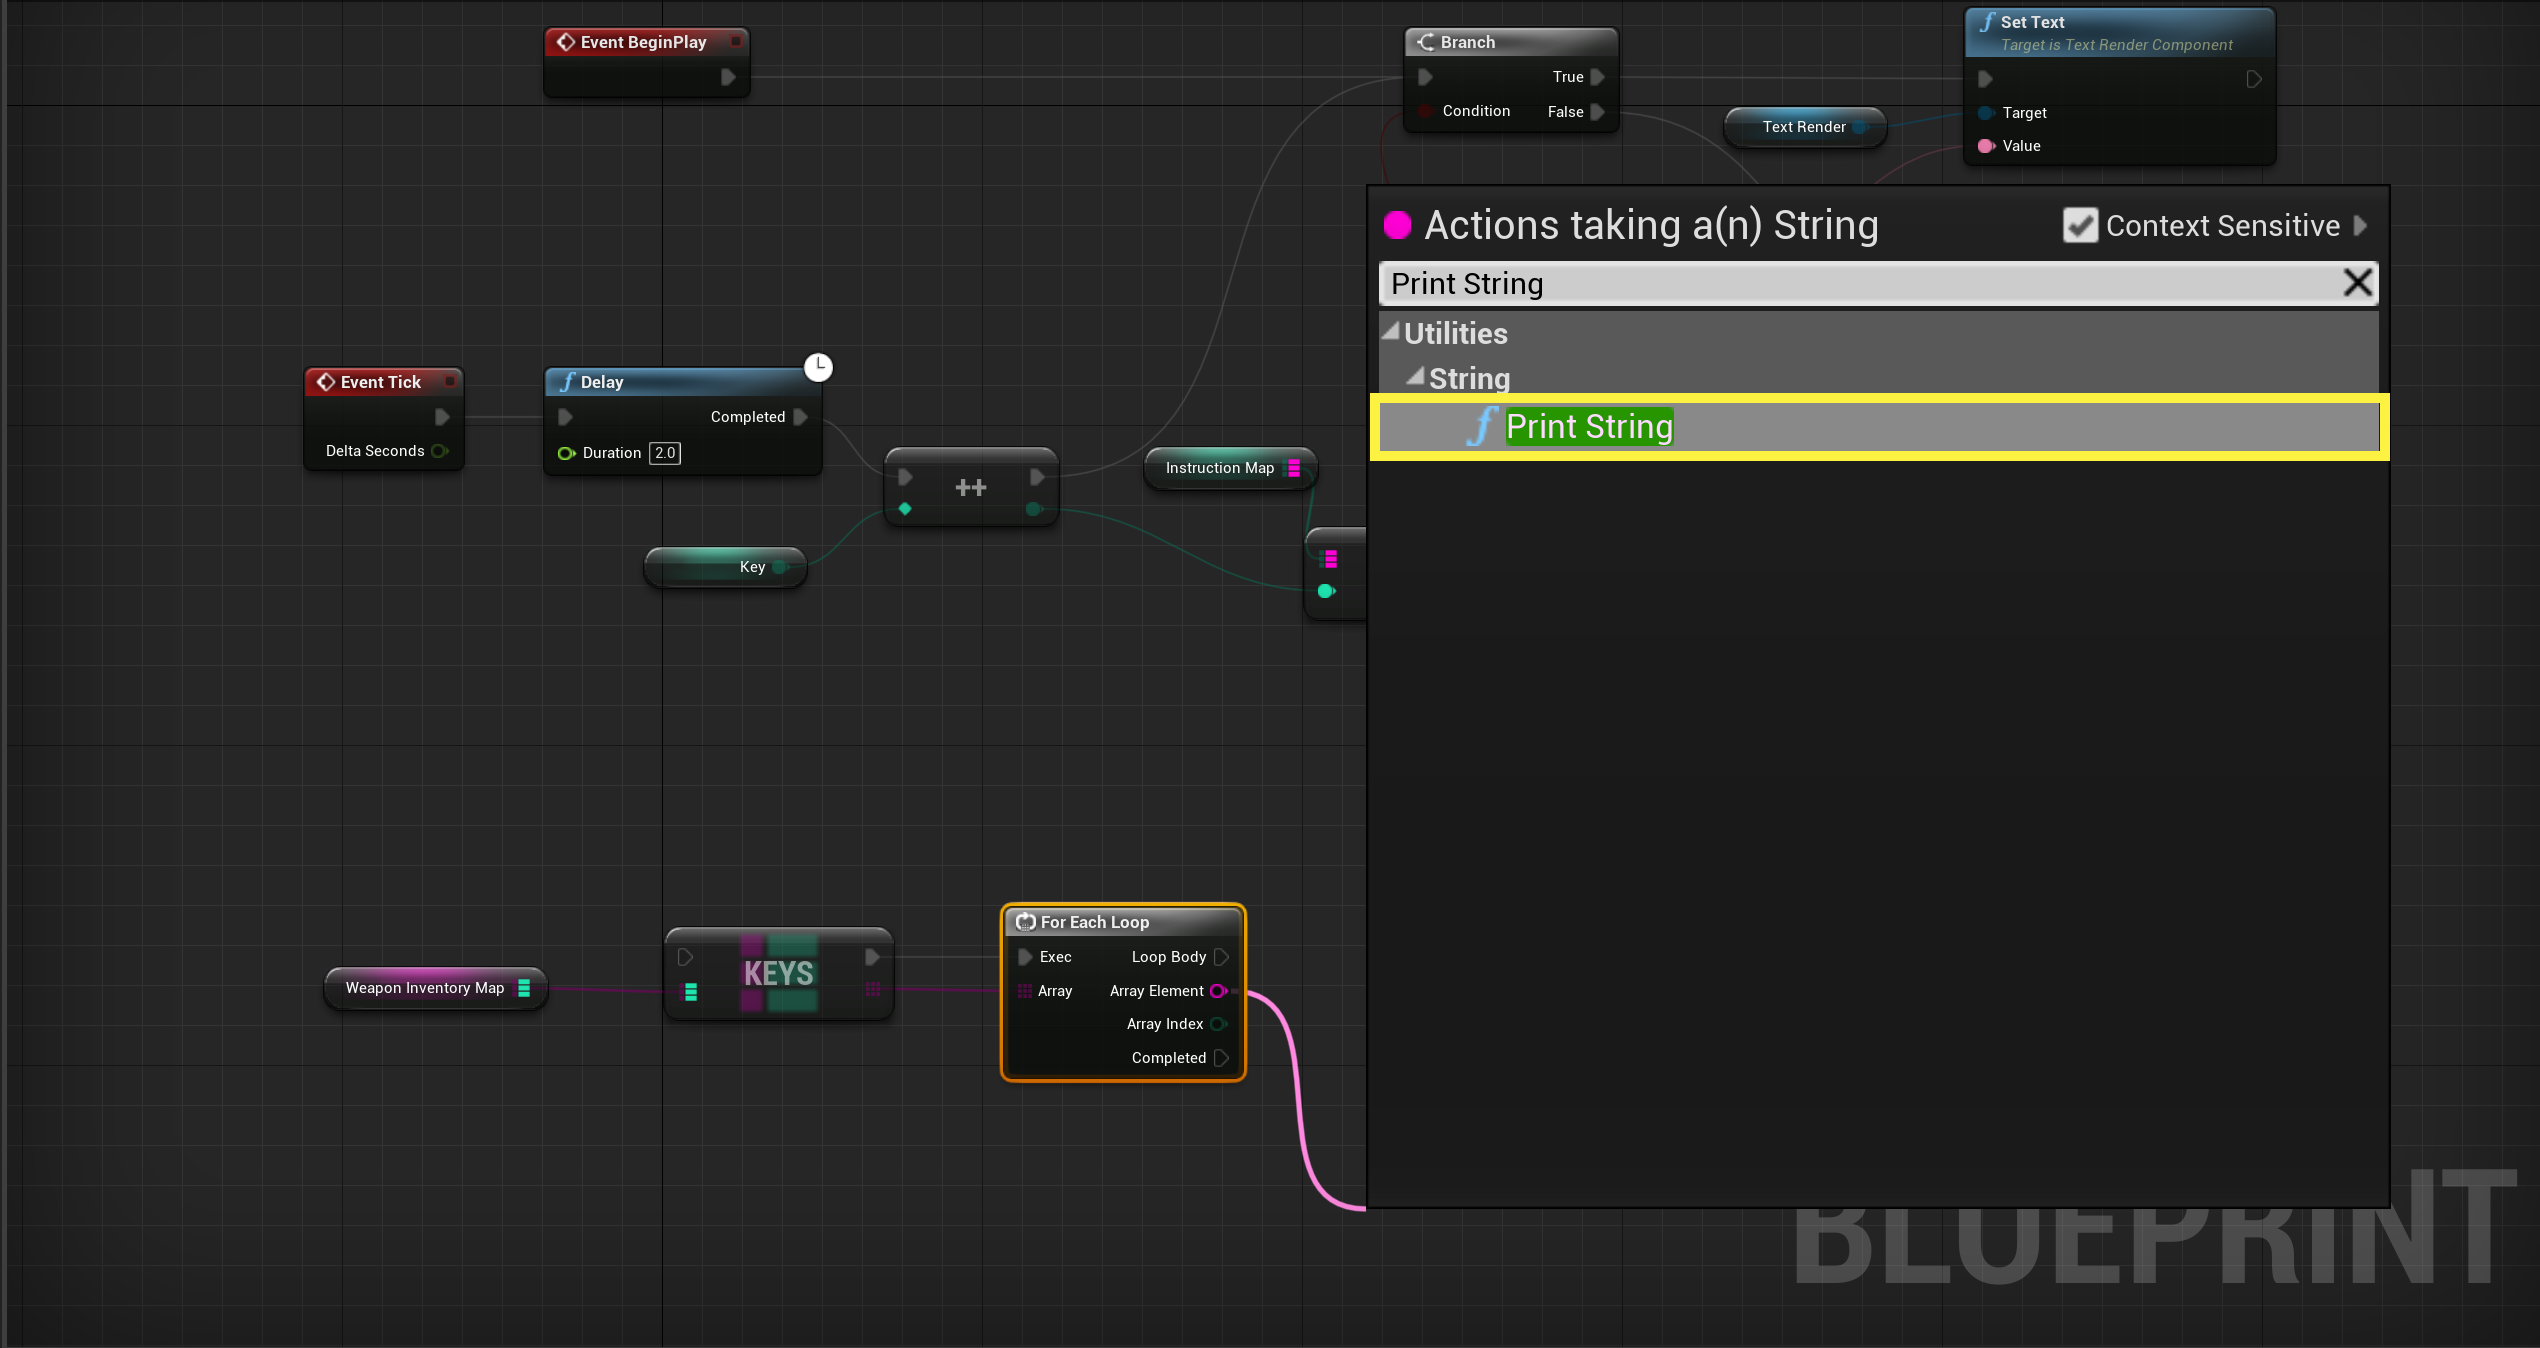 Event BeginPlay
Branch
True
Condition
False
Set Text
Target is Text Render Component
Target
Value
Text Render
Actions taking a(n) String
Context Sensitive
Print String
Utilities
String
Print String
Event Tick
Delta Seconds
Delay
Completed
Duration 2.0
++
Key
Instruction Map
Weapon Inventory Map
KEYS
For Each Loop
Exec
Loop Body
Array
Array Element
Array Index
Completed
BLUEPRINT